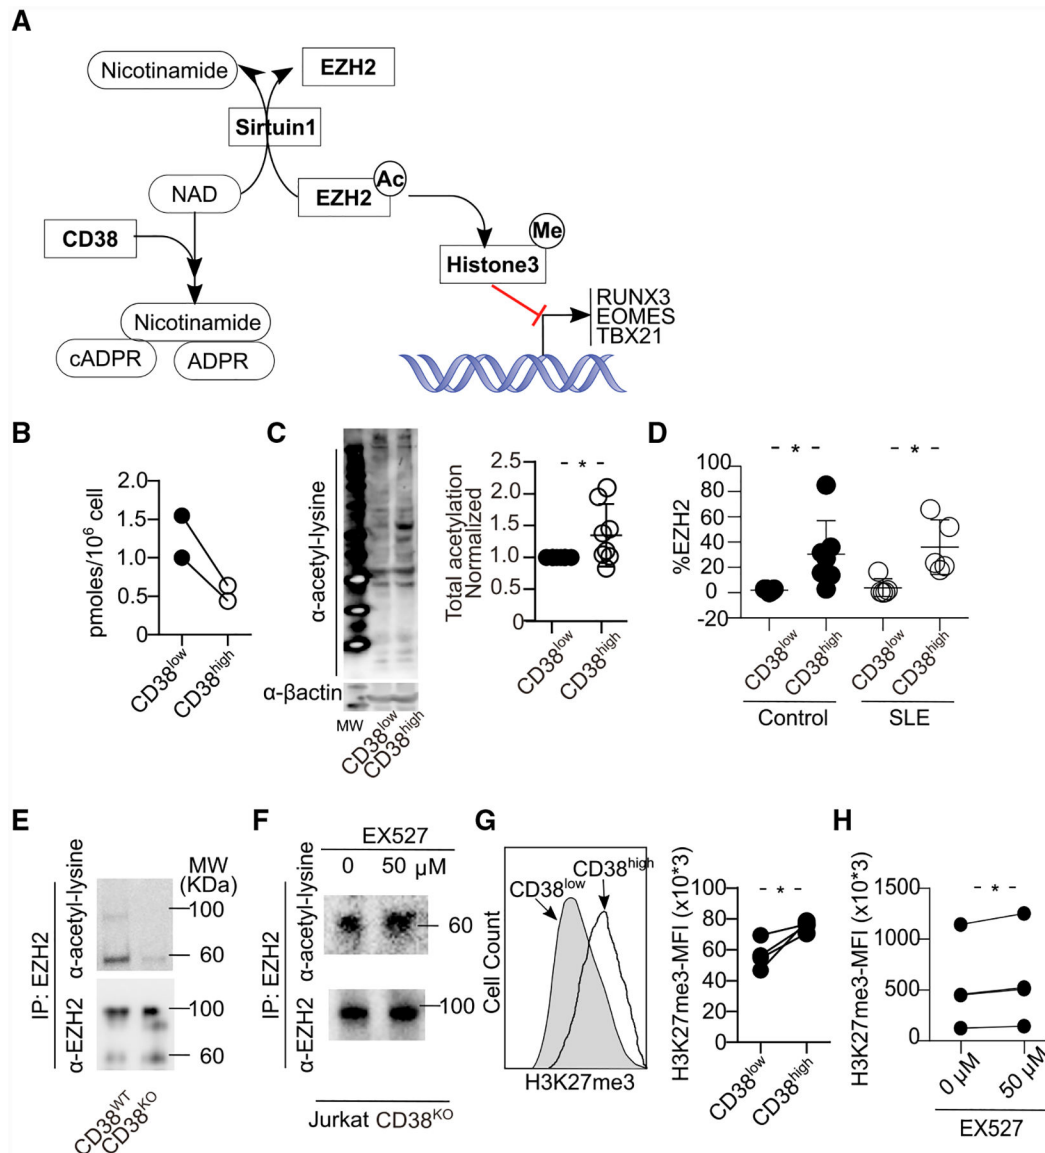 A
Nicotinamide
EZH2
Sirtuin1
NAD
EZH2
Ac
CD38
Me
Histone3
Nicotinamide
cADPR
ADPR
RUNX3
EOMES
TBX21
B
pmoles/10⁶ cell
2.0
1.5
1.0
0.5
0
CD38low
CD38high
C
α-acetyl-lysine
α-βactin
MW
CD38low
CD38high
Total acetylation
Normalized
2.5
2.0
1.5
1.0
0.5
0
- * -
CD38low
CD38high
D
%EZH2
100
80
60
40
20
0
-20
- * -
- * -
CD38low
CD38high
CD38low
CD38high
Control
SLE
E
IP: EZH2
α-acetyl-lysine
α-EZH2
MW
(KDa)
100
60
100
60
CD38WT
CD38KO
F
EX527
0 50 µM
IP: EZH2
α-acetyl-lysine
α-EZH2
60
100
Jurkat CD38KO
G
Cell Count
CD38low
CD38high
H3K27me3
H3K27me3-MFI (x10*3)
100
80
60
40
20
0
- * -
CD38low
CD38high
H
H3K27me3-MFI (x10*3)
1500
1000
500
0
- * -
0 µM
50 µM
EX527